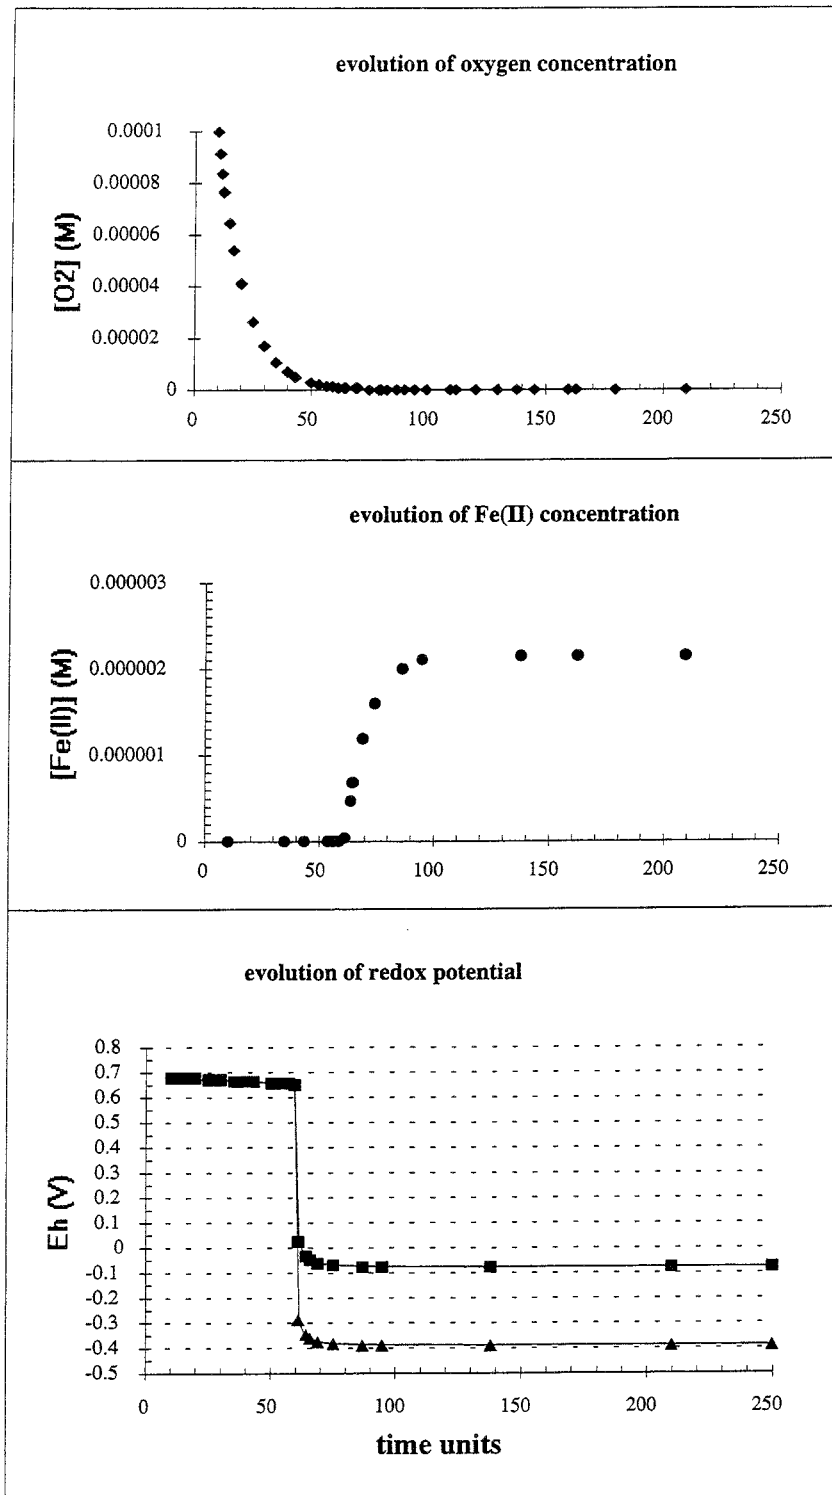 evolution of oxygen concentration
[O2] (M)
0.0001
0.00008
0.00006
0.00004
0.00002
0
0 50 100 150 200 250
evolution of Fe(II) concentration
[Fe(II)] (M)
0.000003
0.000002
0.000001
0
0 50 100 150 200 250
evolution of redox potential
Eh (V)
0.8
0.7
0.6
0.5
0.4
0.3
0.2
0.1
0
-0.1
-0.2
-0.3
-0.4
-0.5
0 50 100 150 200 250
time units